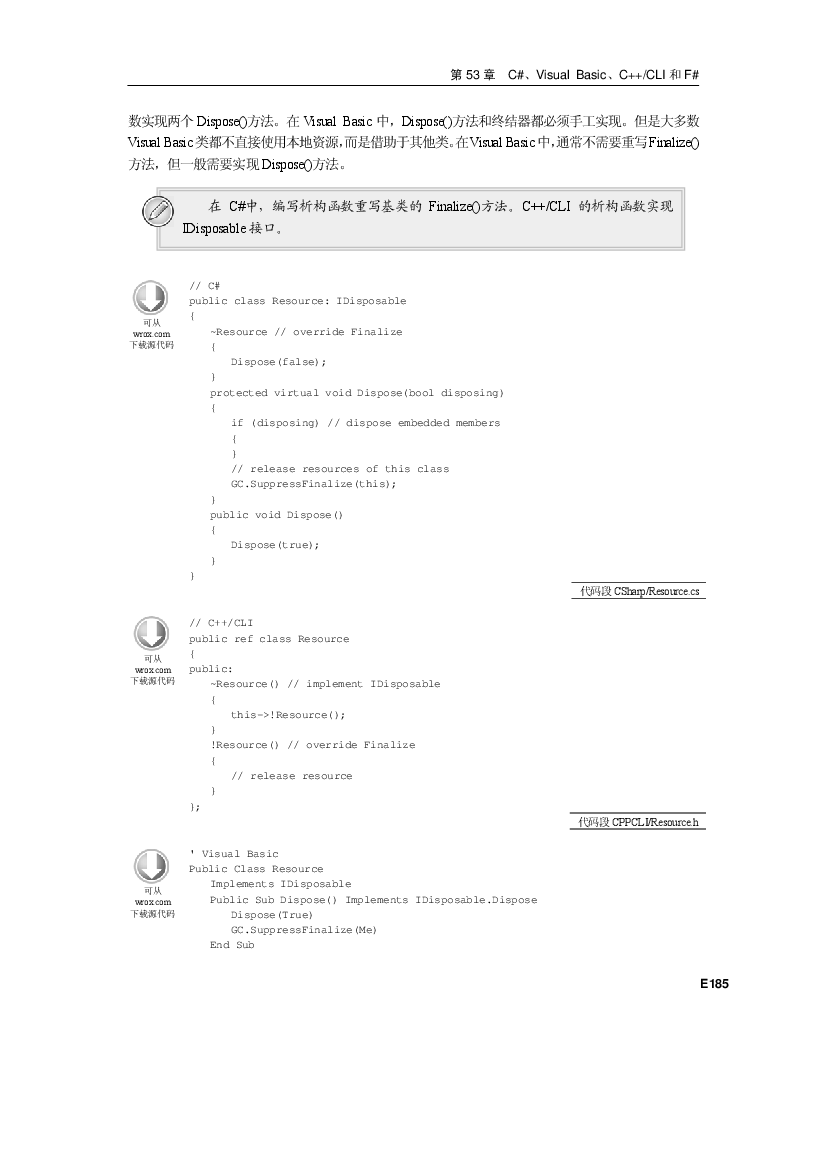 第 53 章 C#、Visual Basic、C++/CLI 和 F#
数实现两个 Dispose()方法。在 Visual Basic 中，Dispose()方法和终结器都必须手工实现。但是大多数
Visual Basic 类都不直接使用本地资源,而是借助于其他类。在Visual Basic 中,通常不需要重写Finalize()
方法，但一般需要实现Dispose()方法。
在 C#中，编写析构函数重写基类的 Finalize()方法。C++/CLI 的析构函数实现
IDisposable 接口。
可从
wrox.com
下载源代码
// C#
public class Resource: IDisposable
{
~Resource // override Finalize
{
Dispose(false);
}
protected virtual void Dispose(bool disposing)
{
if (disposing) // dispose embedded members
{
}
// release resources of this class
GC.SuppressFinalize(this);
}
public void Dispose()
{
Dispose(true);
}
}
代码段 CSharp/Resource.cs
可从
wrox.com
下载源代码
// C++/CLI
public ref class Resource
{
public:
~Resource() // implement IDisposable
{
this->!Resource();
}
!Resource() // override Finalize
{
// release resource
}
};
代码段 CPPCLI/Resource.h
可从
wrox.com
下载源代码
' Visual Basic
Public Class Resource
Implements IDisposable
Public Sub Dispose() Implements IDisposable.Dispose
Dispose(True)
GC.SuppressFinalize(Me)
End Sub
E185